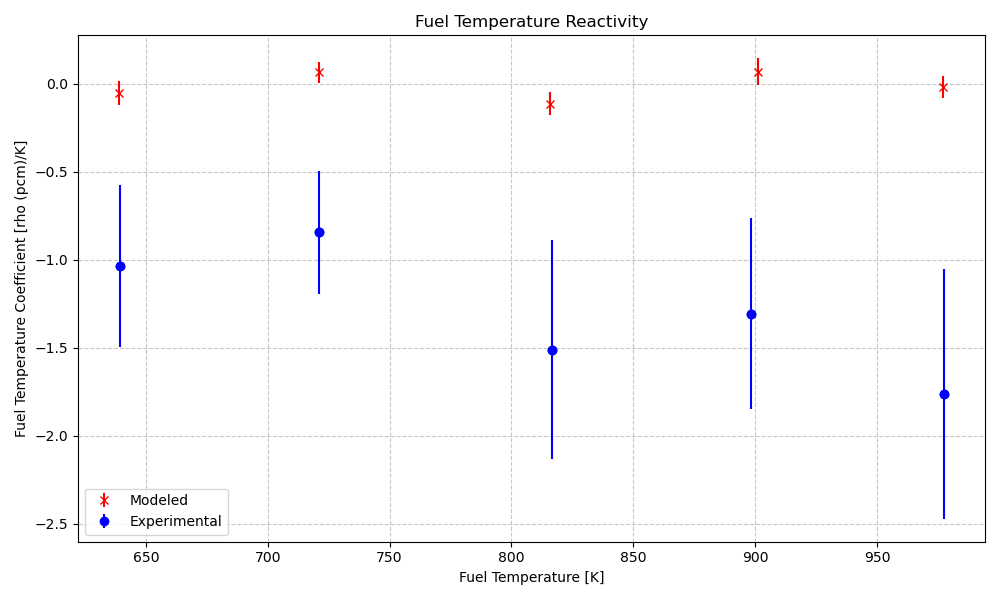 Fuel Temperature Reactivity
Fuel Temperature Coefficient [rho (pcm)/K]
0.0
−0.5
−1.0
−1.5
−2.0
−2.5
Modeled
Experimental
650 700 750 800 850 900 950
Fuel Temperature [K]